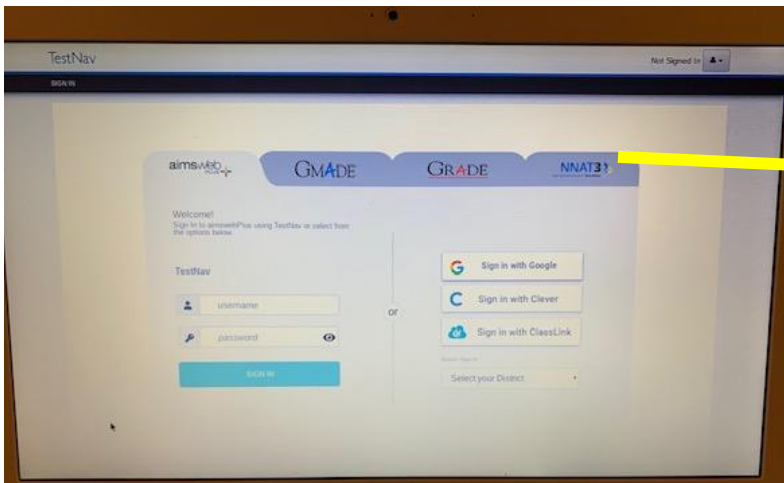 TestNav
Not Signed In
SIGN IN
aimsweb
PLUS
GMADE
GRADE
NNAT3
Welcome!
Sign In to aimswebPlus using TestNav or select from
the options below.
TestNav
username
password
SIGN IN
or
Sign in with Google
Sign in with Clever
Sign in with ClassLink
Select your District